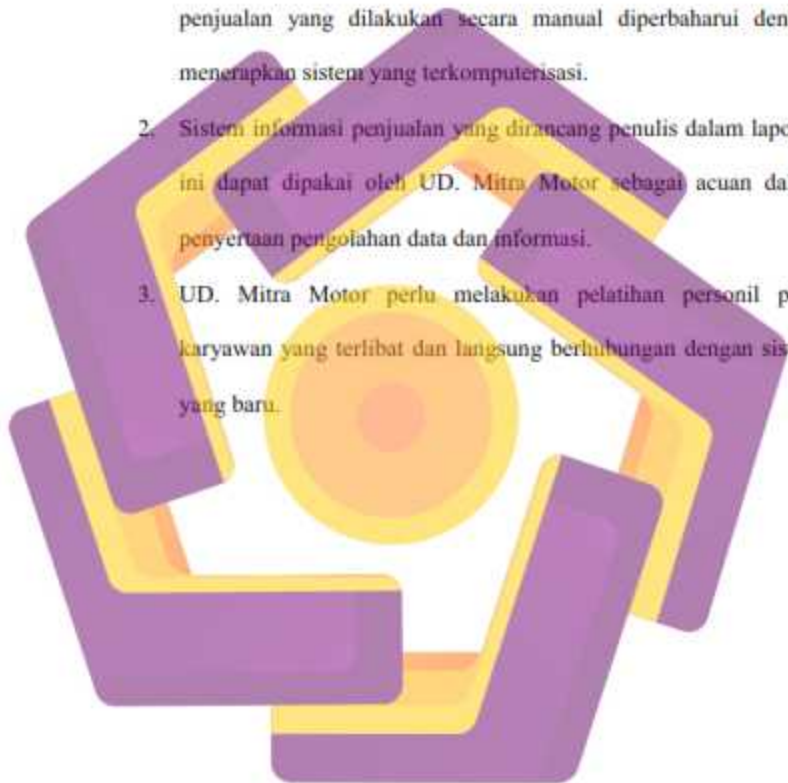 penjualan yang dilakukan secara manual diperbaharui den
menerapkan sistem yang terkomputerisasi.
2. Sistem informasi penjualan yang dirancang penulis dalam lapo
ini dapat dipakai oleh UD. Mitra Motor sebagai acuan dal
penyertaan pengolahan data dan informasi.
3. UD. Mitra Motor perlu melakukan pelatihan personil p
karyawan yang terlibat dan langsung berhubungan dengan sis
yang baru.